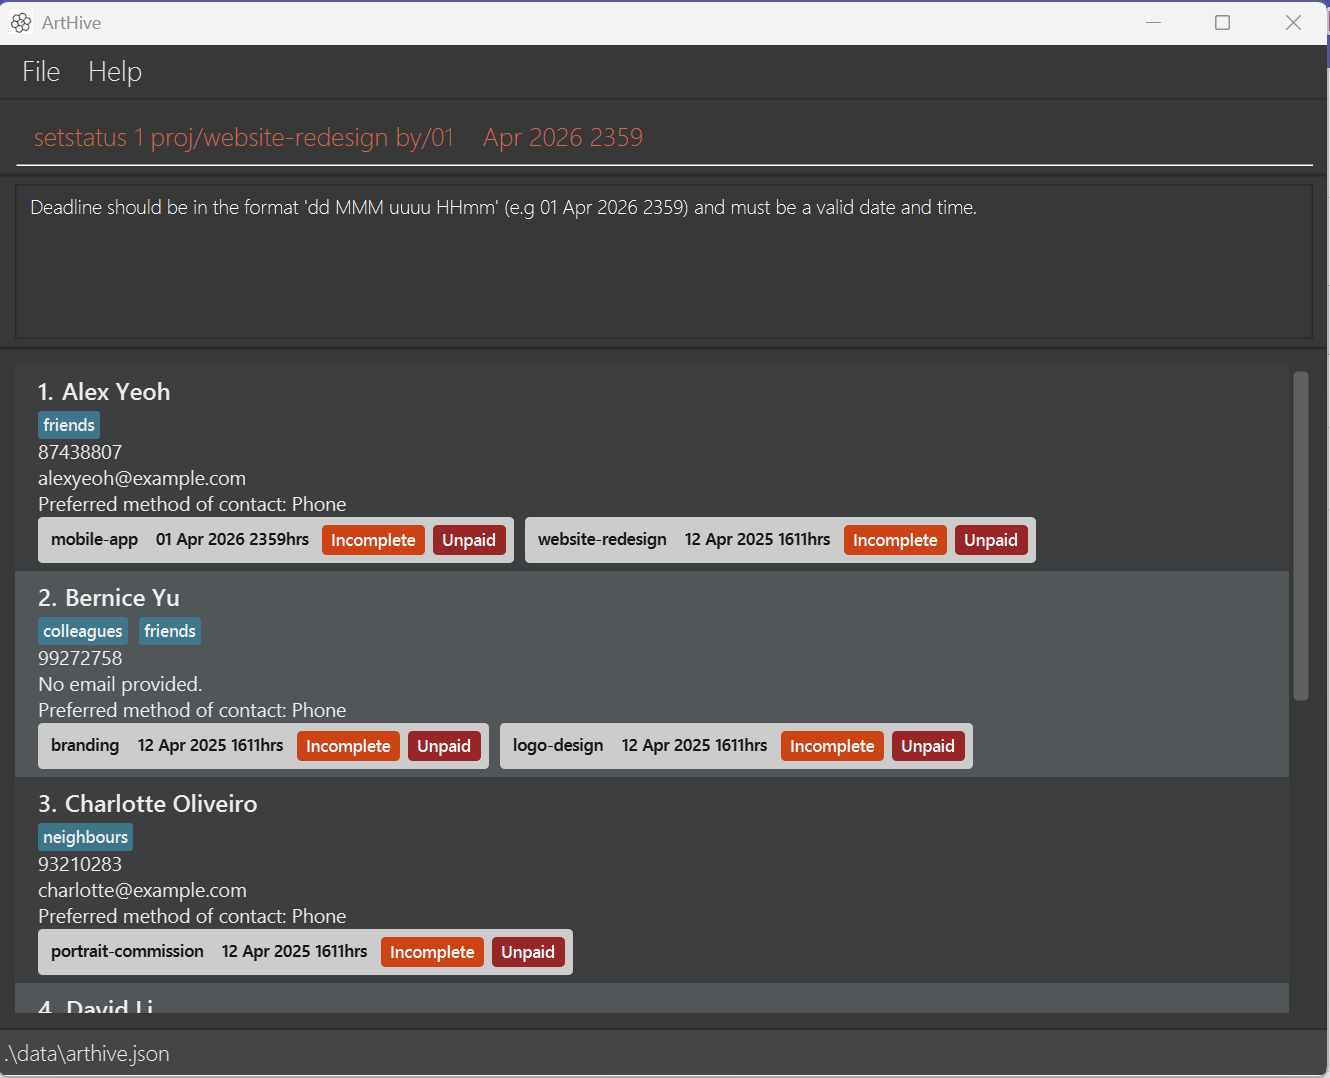 ArtHive
File Help
setstatus 1 proj/website-redesign by/01    Apr 2026 2359
Deadline should be in the format 'dd MMM uuuu HHmm' (e.g 01 Apr 2026 2359) and must be a valid date and time.
1. Alex Yeoh
friends
87438807
alexyeoh@example.com
Preferred method of contact: Phone
mobile-app 01 Apr 2026 2359hrs Incomplete Unpaid website-redesign 12 Apr 2025 1611hrs Incomplete Unpaid
2. Bernice Yu
colleagues friends
99272758
No email provided.
Preferred method of contact: Phone
branding 12 Apr 2025 1611hrs Incomplete Unpaid logo-design 12 Apr 2025 1611hrs Incomplete Unpaid
3. Charlotte Oliveiro
neighbours
93210283
charlotte@example.com
Preferred method of contact: Phone
portrait-commission 12 Apr 2025 1611hrs Incomplete Unpaid
4. David Li
.\data\arthive.json